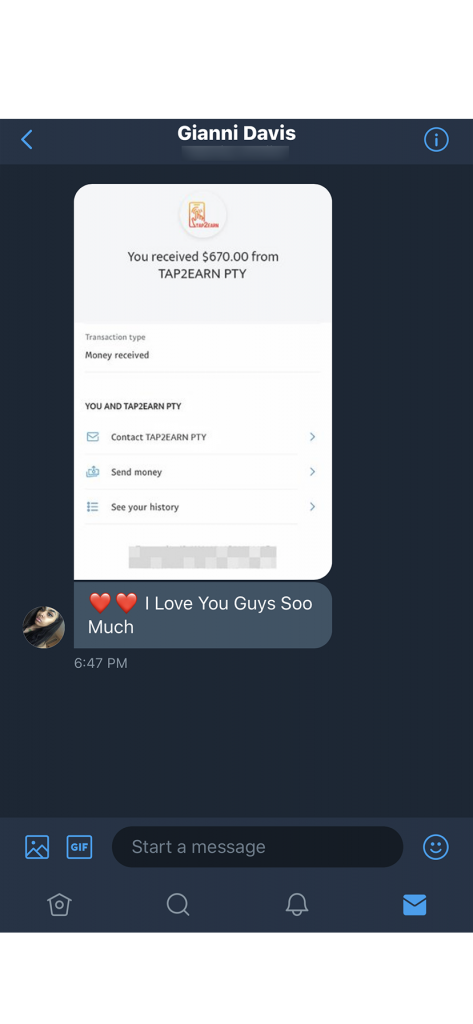 Gianni Davis
TAP2EARN
You received $670.00 from
TAP2EARN PTY
Transaction type
Money received
YOU AND TAP2EARN PTY
Contact TAP2EARN PTY
Send money
See your history
❤️❤️ I Love You Guys Soo
Much
6:47 PM
GIF
Start a message